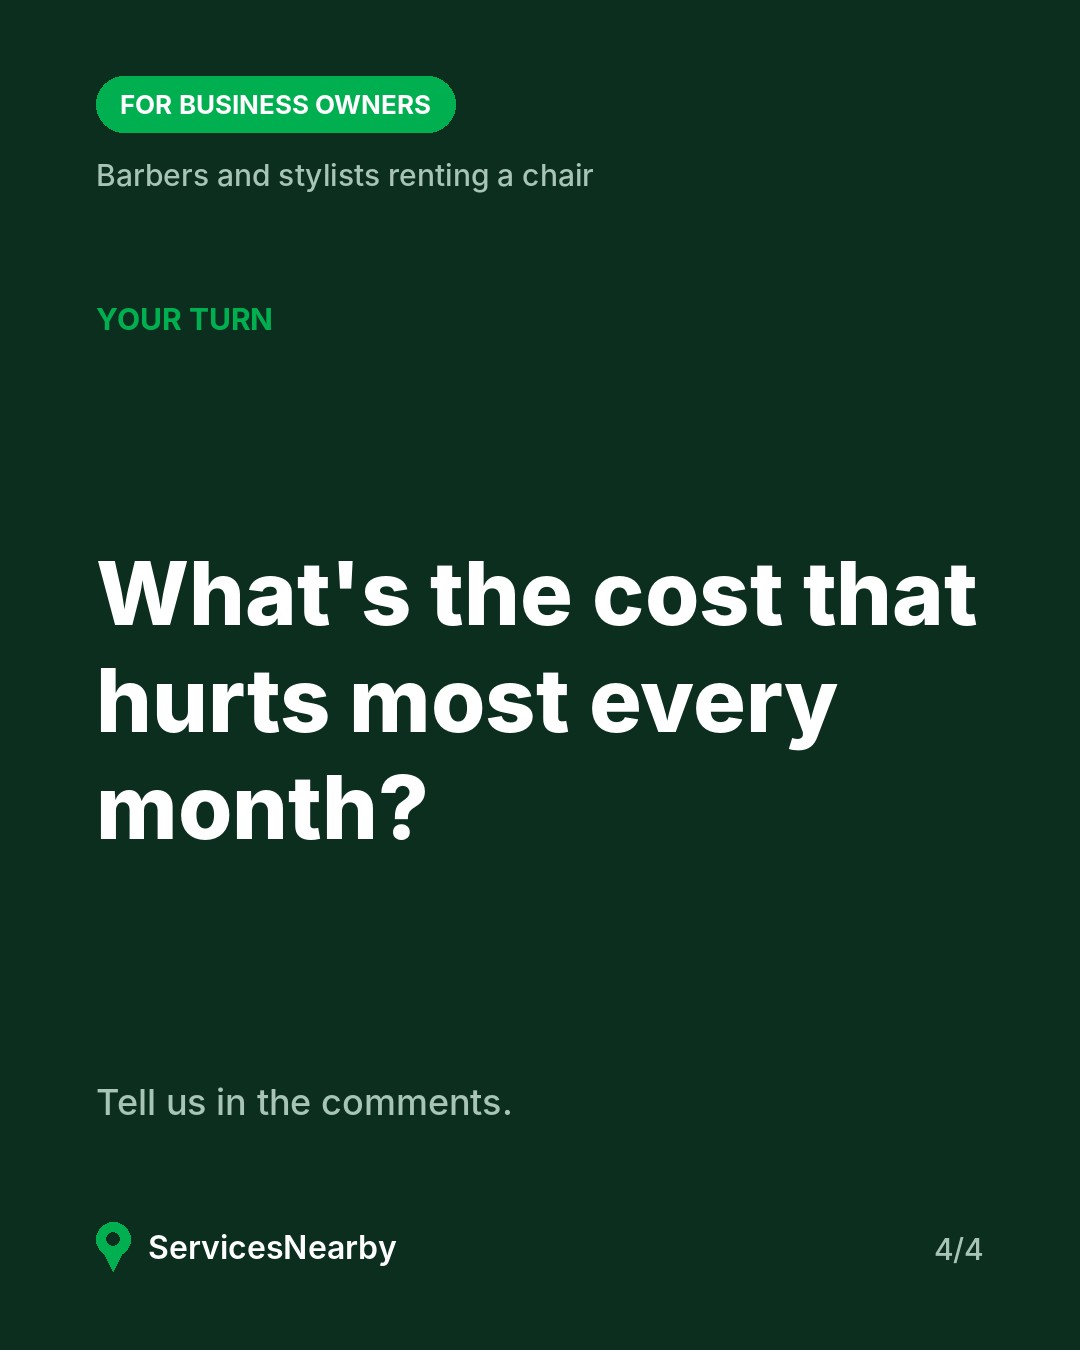 FOR BUSINESS OWNERS
Barbers and stylists renting a chair
YOUR TURN
What's the cost that
hurts most every
month?
Tell us in the comments.
ServicesNearby
4/4